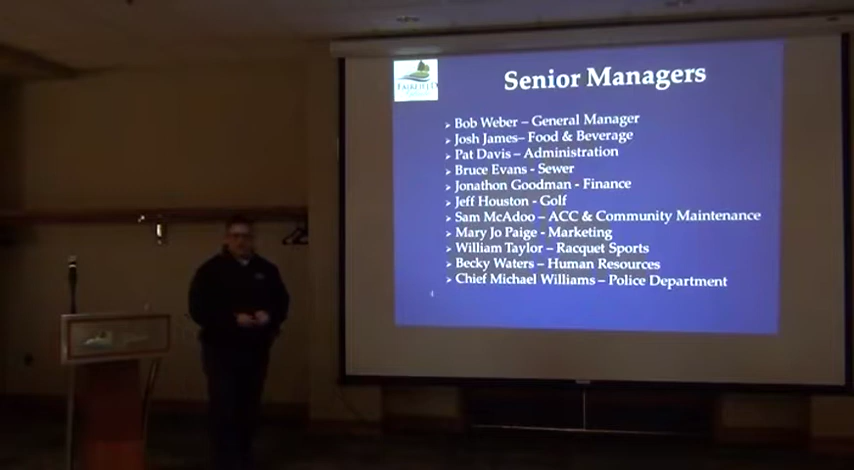 FAIRFIELD
Senior Managers
➢ Bob Weber – General Manager
➢ Josh James– Food & Beverage
➢ Pat Davis – Administration
➢ Bruce Evans - Sewer
➢ Jonathon Goodman - Finance
➢ Jeff Houston - Golf
➢ Sam McAdoo – ACC & Community Maintenance
➢ Mary Jo Paige - Marketing
➢ William Taylor – Racquet Sports
➢ Becky Waters – Human Resources
➢ Chief Michael Williams – Police Department